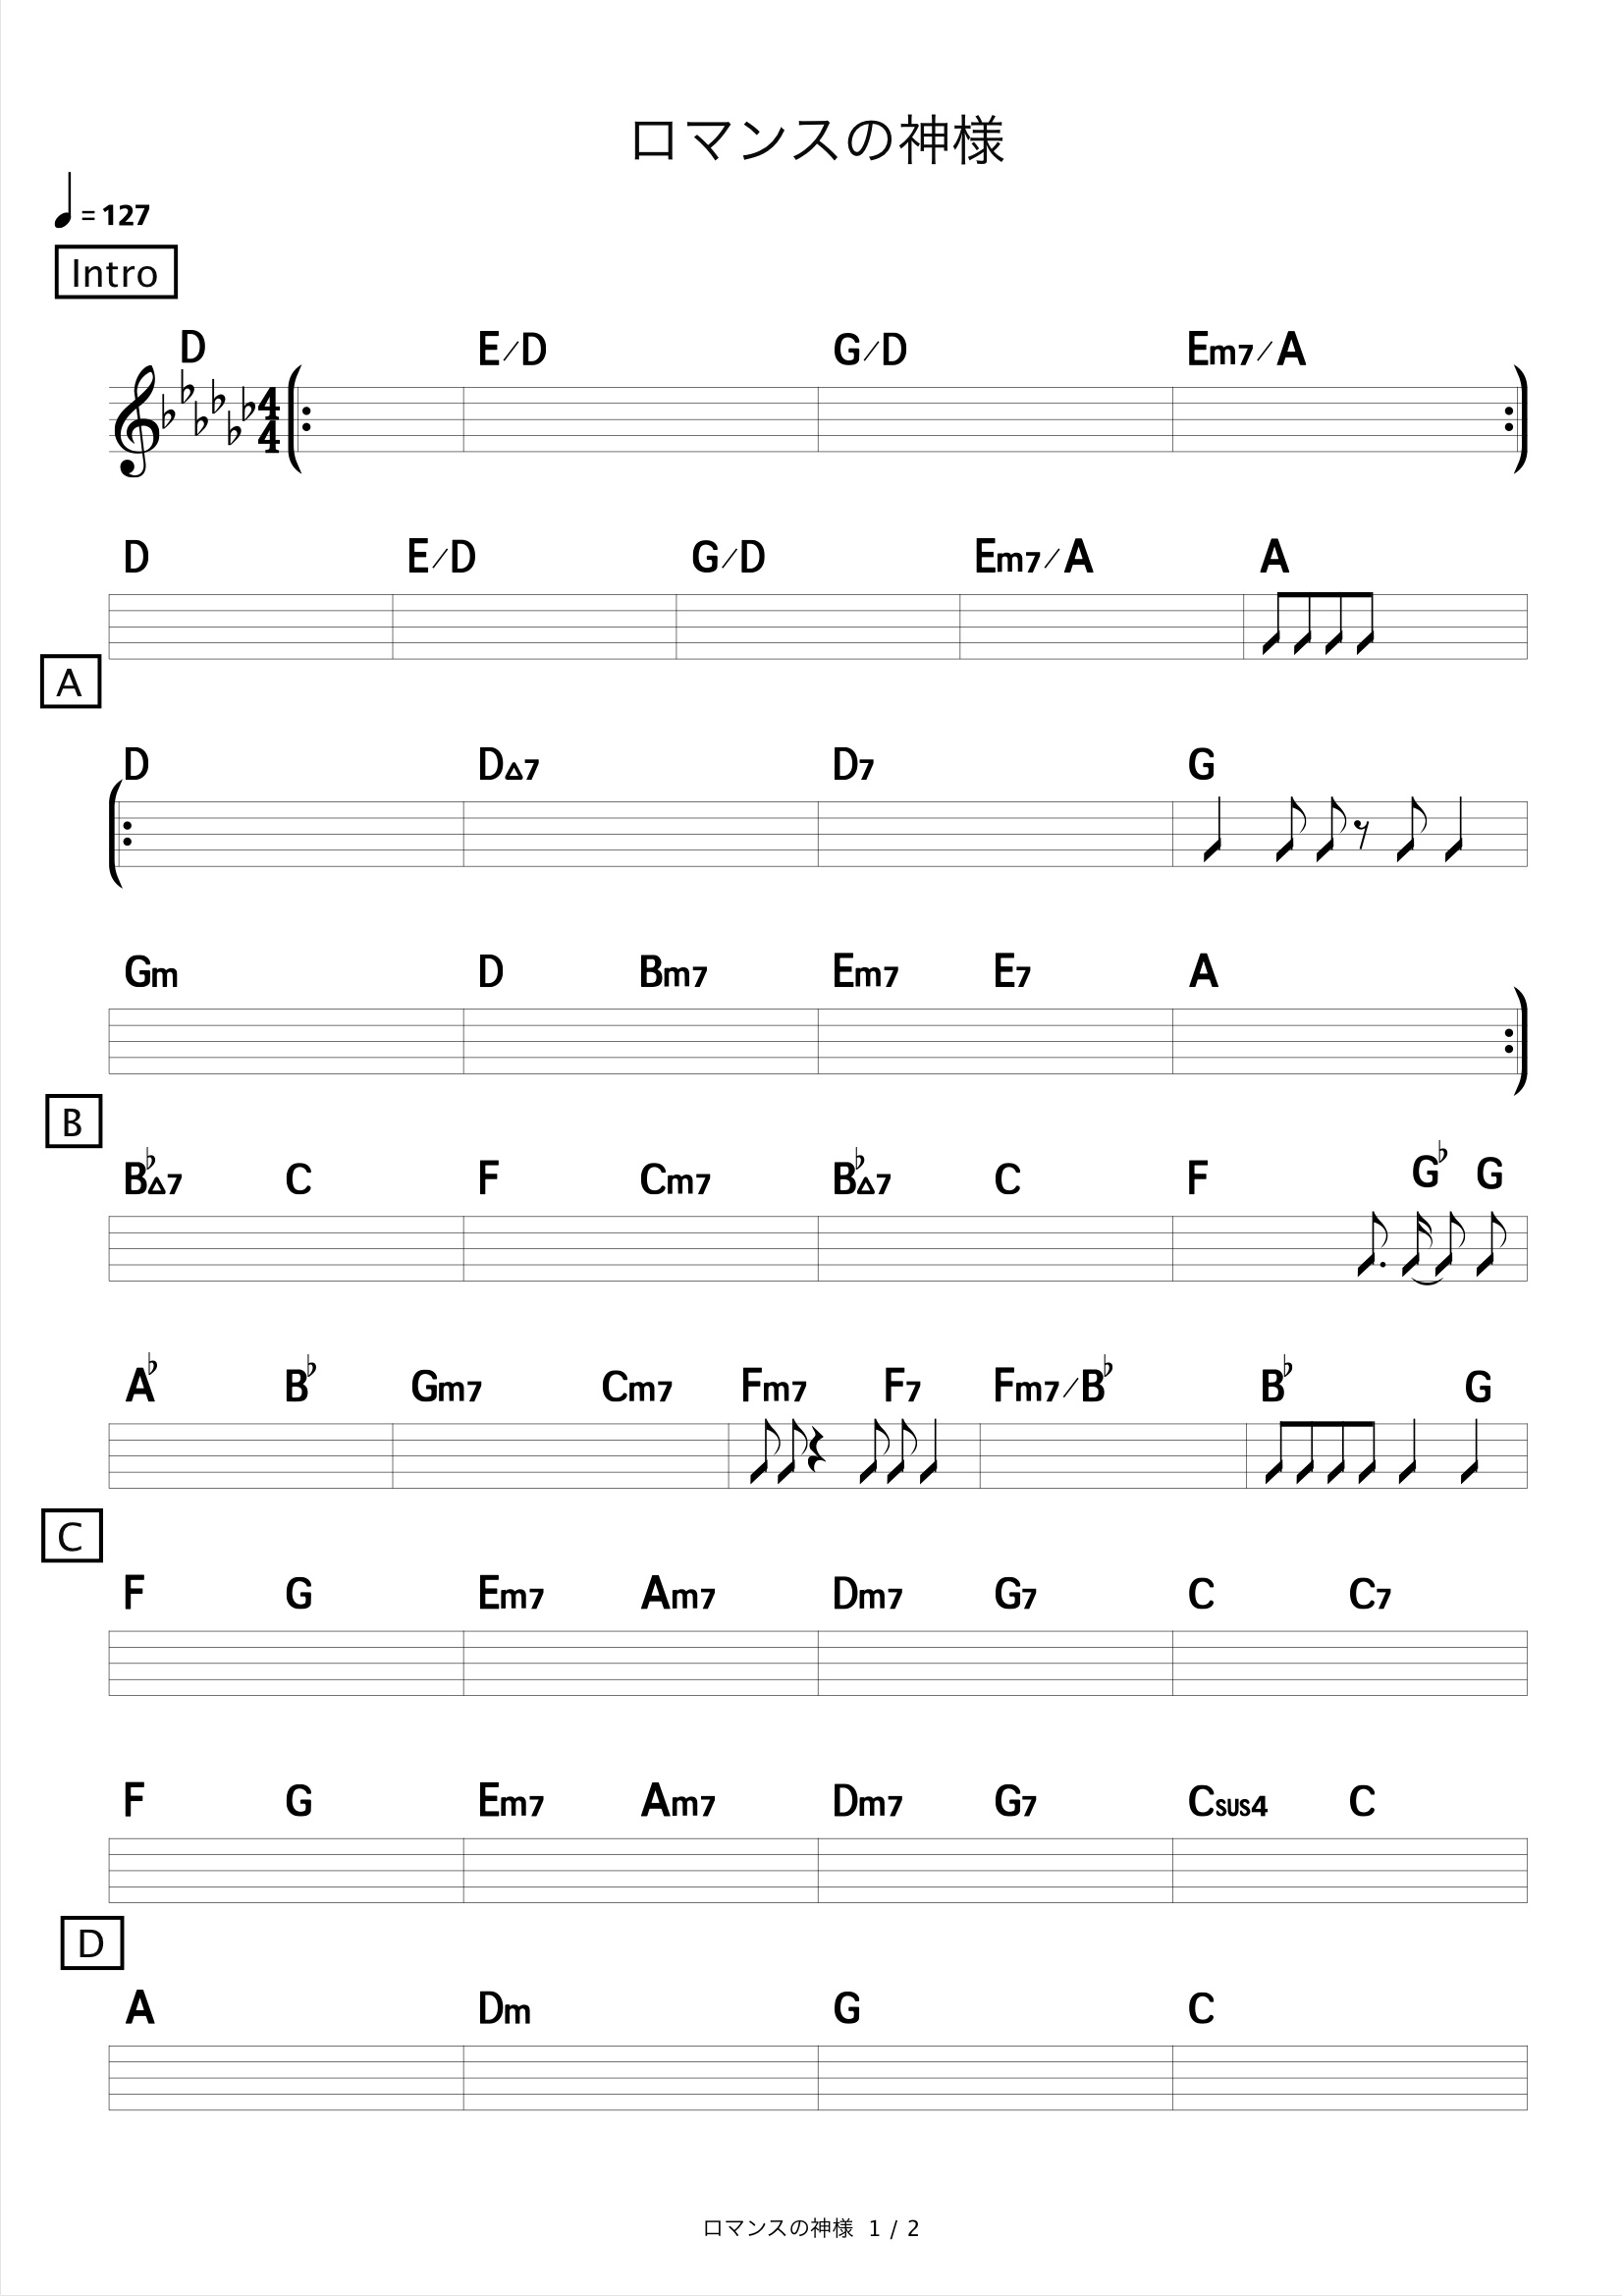 ロマンスの神様
= 127
Intro
D E/D G/D Em7/A
4
4
D E/D G/D Em7/A A
A
D D△7 D7 G
Gm D Bm7 Em7 E7 A
B
B♭△7 C F Cm7 B♭△7 C F G♭ G
A♭ B♭ Gm7 Cm7 Fm7 F7 Fm7/B♭ B♭ G
C
F G Em7 Am7 Dm7 G7 C C7
F G Em7 Am7 Dm7 G7 Csus4 C
D
A Dm G C
ロマンスの神様 1 / 2